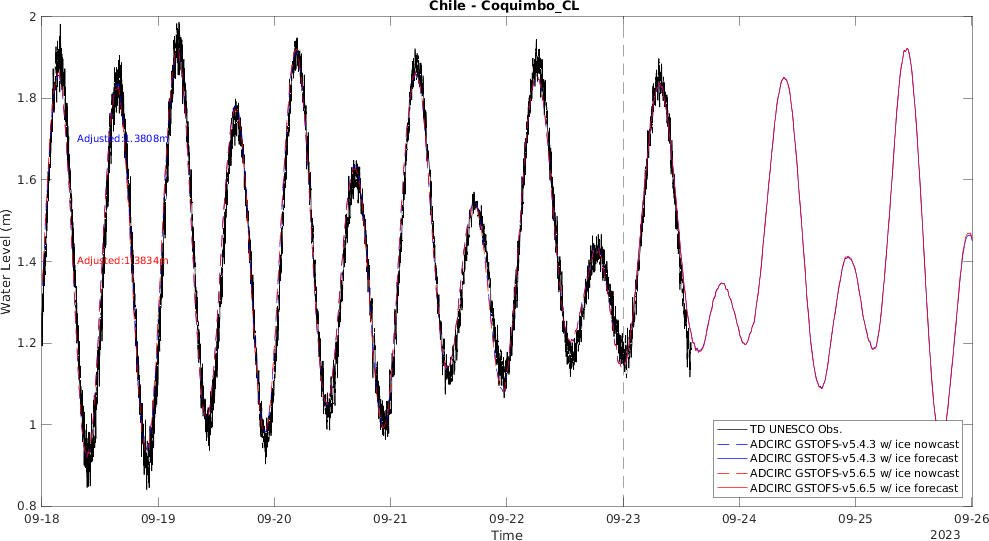 Chile - Coquimbo_CL
2
1.8
1.6
1.4
1.2
1
0.8
Water Level (m)
Adjusted:1.3808m
Adjusted:1.3834m
TD UNESCO Obs.
ADCIRC GSTOFS-v5.4.3 w/ ice nowcast
ADCIRC GSTOFS-v5.4.3 w/ ice forecast
ADCIRC GSTOFS-v5.6.5 w/ ice nowcast
ADCIRC GSTOFS-v5.6.5 w/ ice forecast
09-18 09-19 09-20 09-21 09-22 09-23 09-24 09-25 09-26
Time
2023